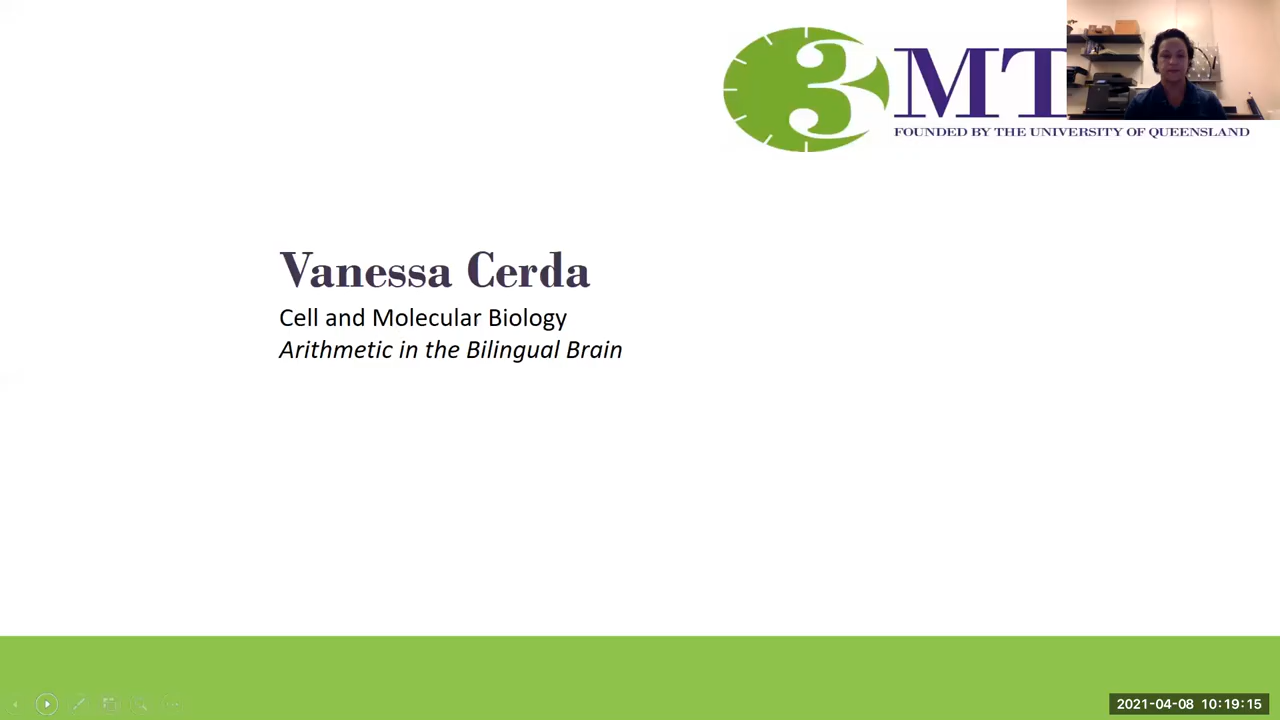 3MT
FOUNDED BY THE UNIVERSITY OF QUEENSLAND
Vanessa Cerda
Cell and Molecular Biology
Arithmetic in the Bilingual Brain
2021-04-08 10:19:15